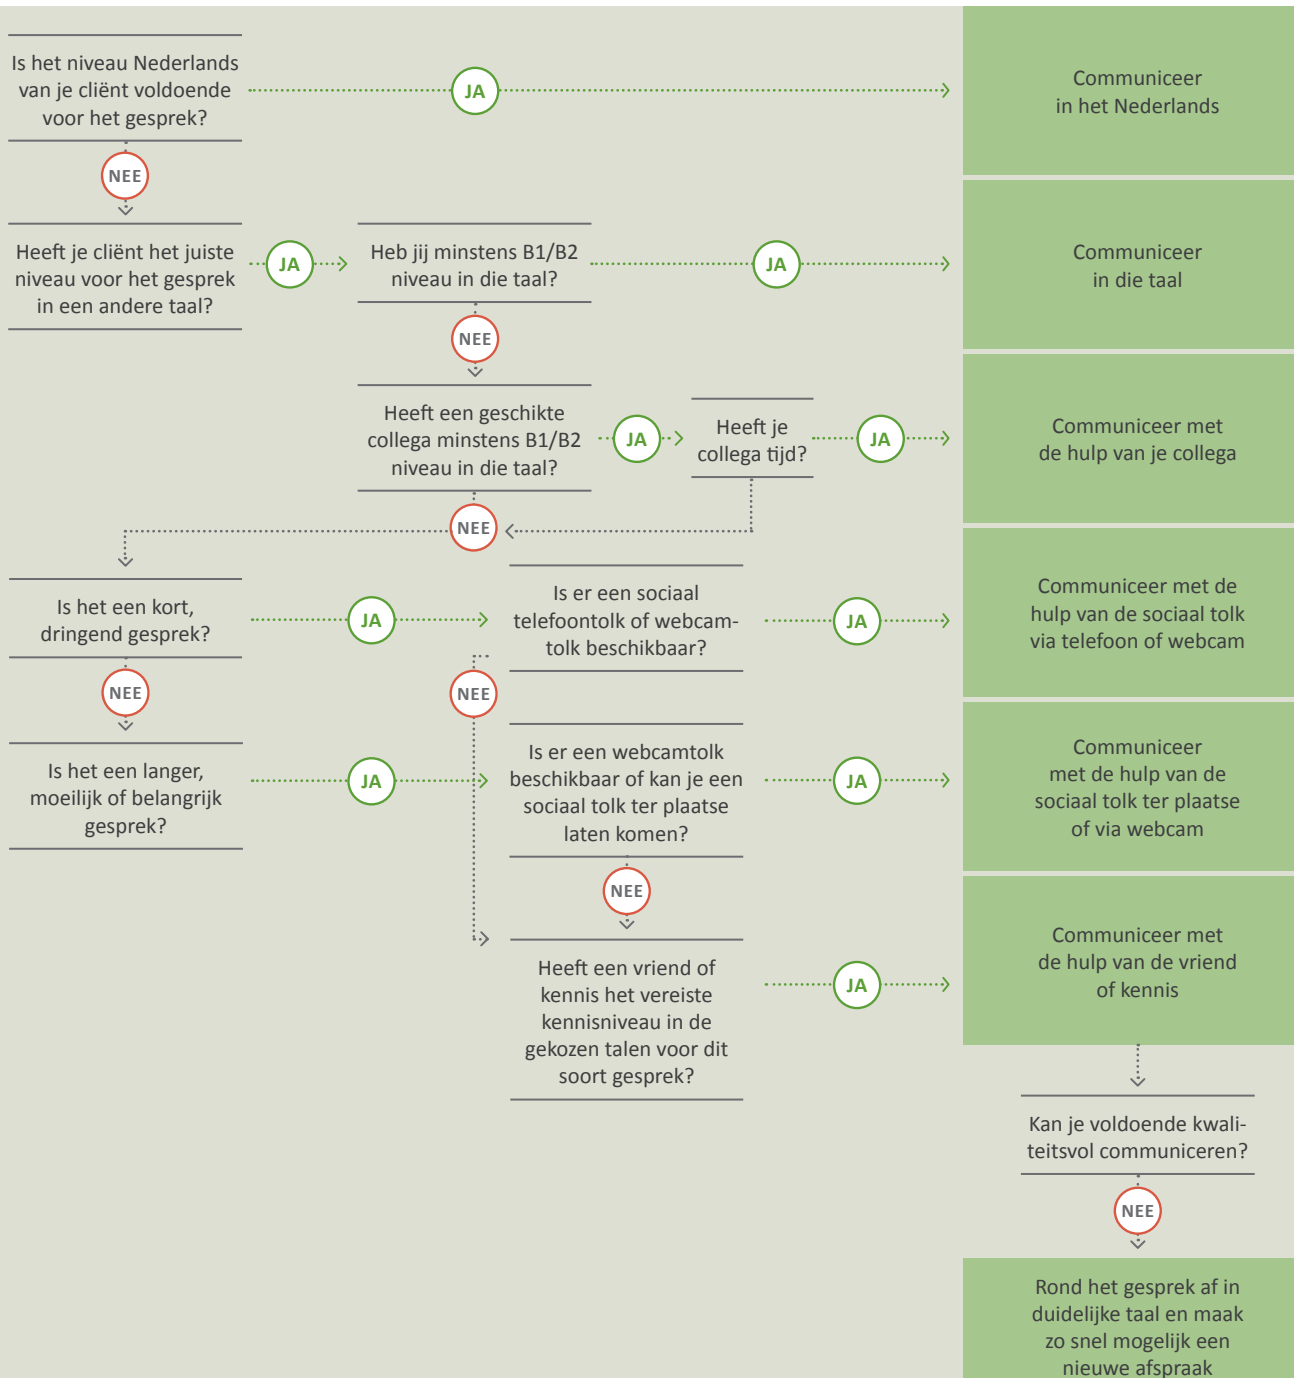 Is het niveau Nederlands
van je cliënt voldoende
voor het gesprek?
JA
Communiceer
in het Nederlands
NEE
Heeft je cliënt het juiste
niveau voor het gesprek
in een andere taal?
JA
Heb jij minstens B1/B2
niveau in die taal?
JA
Communiceer
in die taal
NEE
Heeft een geschikte
collega minstens B1/B2
niveau in die taal?
JA
Heeft je
collega tijd?
JA
Communiceer met
de hulp van je collega
NEE
Is het een kort,
dringend gesprek?
JA
Is er een sociaal
telefoontolk of webcam-
tolk beschikbaar?
JA
Communiceer met de
hulp van de sociaal tolk
via telefoon of webcam
NEE
NEE
Is het een langer,
moeilijk of belangrijk
gesprek?
JA
Is er een webcamtolk
beschikbaar of kan je een
sociaal tolk ter plaatse
laten komen?
JA
Communiceer
met de hulp van de
sociaal tolk ter plaatse
of via webcam
NEE
Heeft een vriend of
kennis het vereiste
kennisniveau in de
gekozen talen voor dit
soort gesprek?
JA
Communiceer met
de hulp van de vriend
of kennis
Kan je voldoende kwali-
teitsvol communiceren?
NEE
Rond het gesprek af in
duidelijke taal en maak
zo snel mogelijk een
nieuwe afspraak